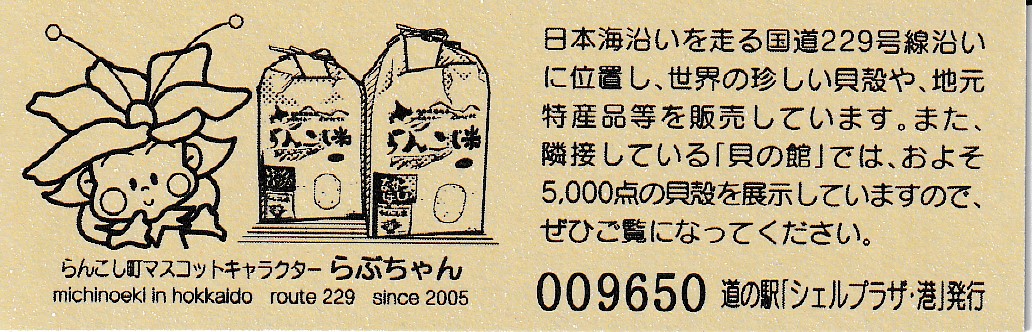 らんこし米
らんこし米
らんこし町マスコットキャラクター らぶちゃん
michinoeki in hokkaido route 229 since 2005
日本海沿いを走る国道229号線沿い
に位置し、世界の珍しい貝殻や、地元
特産品等を販売しています。また、
隣接している「貝の館」では、およそ
5,000点の貝殻を展示していますので、
ぜひご覧になってください。
009650 道の駅「シェルプラザ・港」発行